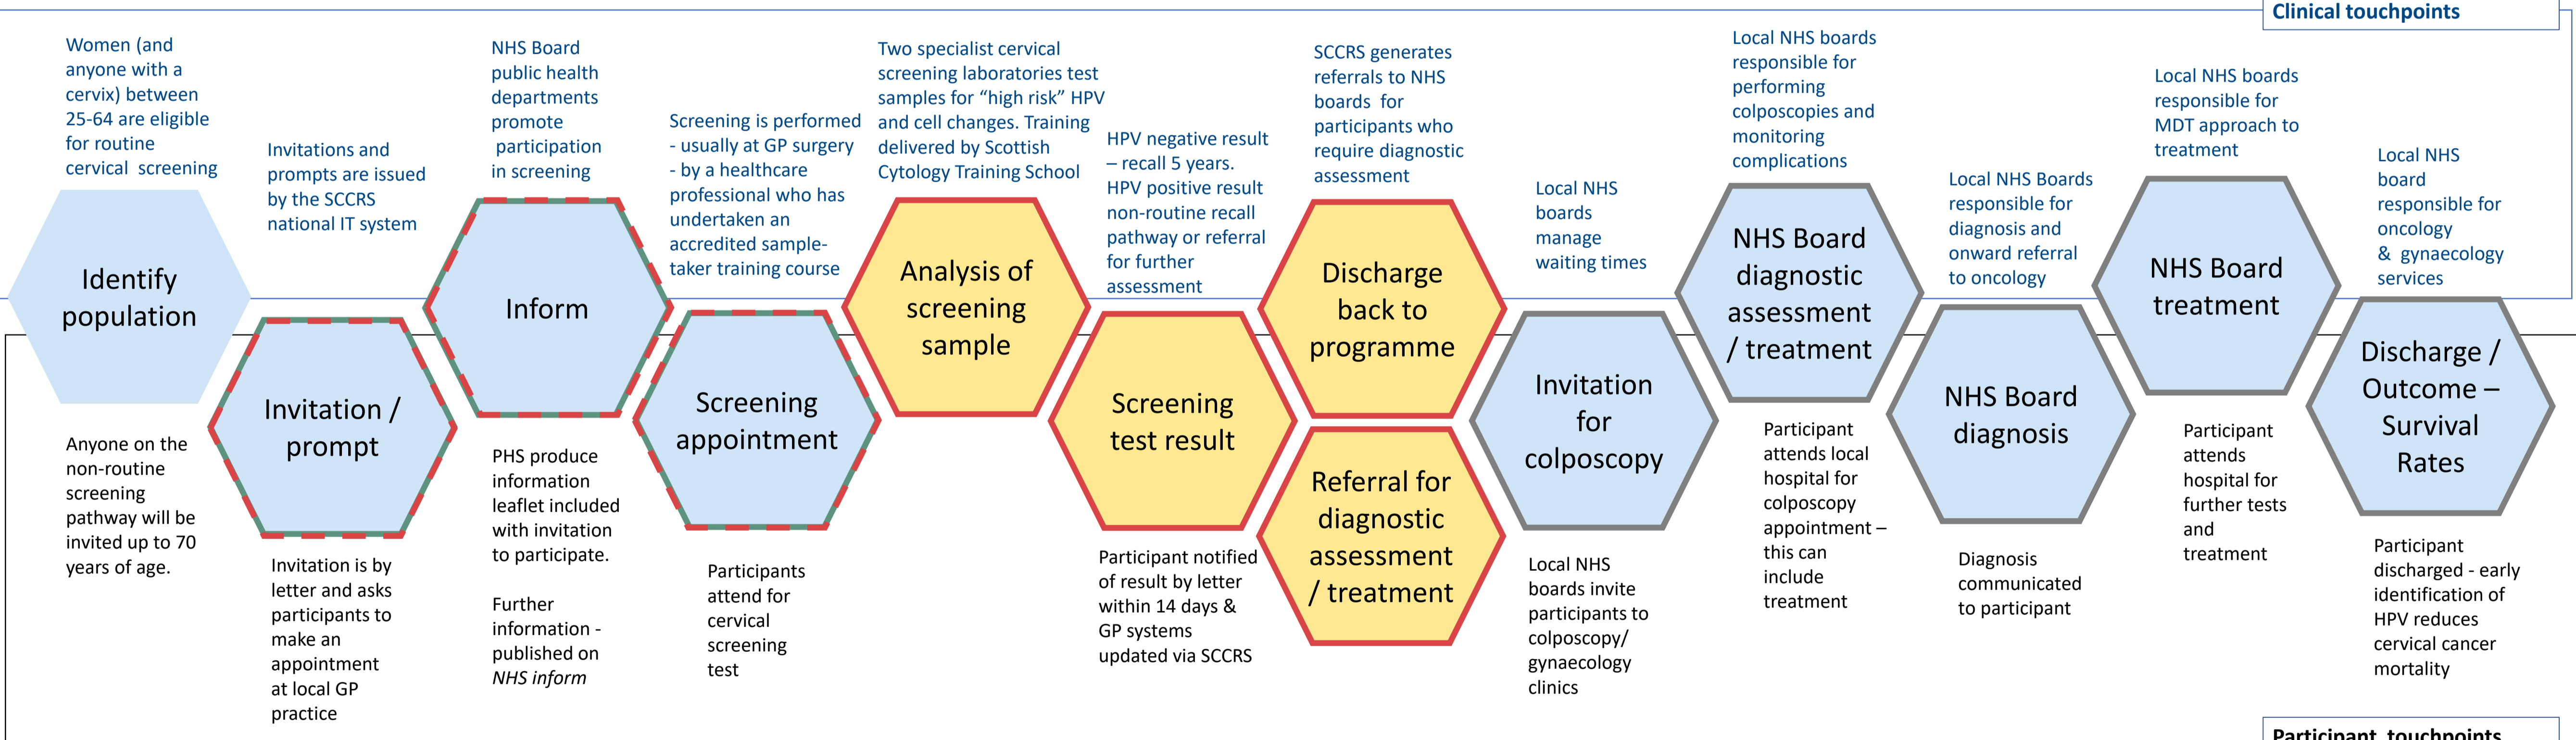 Clinical touchpoints
Women (and
anyone with a
cervix) between
25-64 are eligible
for routine
cervical screening
Identify
population
Anyone on the
non-routine
screening
pathway will be
invited up to 70
years of age.
Invitations and
prompts are issued
by the SCCRS
national IT system
Invitation /
prompt
Invitation is by
letter and asks
participants to
make an
appointment
at local GP
practice
NHS Board
public health
departments
promote
participation
in screening
Inform
PHS produce
information
leaflet included
with invitation
to participate.
Further
information -
published on
NHS inform
Screening is performed
- usually at GP surgery
- by a healthcare
professional who has
undertaken an
accredited sample-
taker training course
Screening
appointment
Participants
attend for
cervical
screening
test
Two specialist cervical
screening laboratories test
samples for “high risk” HPV
and cell changes. Training
delivered by Scottish
Cytology Training School
Analysis of
screening
sample
HPV negative result
– recall 5 years.
HPV positive result
non-routine recall
pathway or referral
for further
assessment
Screening
test result
Participant notified
of result by letter
within 14 days &
GP systems
updated via SCCRS
SCCRS generates
referrals to NHS
boards for
participants who
require diagnostic
assessment
Discharge
back to
programme
Referral for
diagnostic
assessment
/ treatment
Local NHS
boards
manage
waiting times
Invitation
for
colposcopy
Local NHS
boards invite
participants to
colposcopy/
gynaecology
clinics
Local NHS boards
responsible for
performing
colposcopies and
monitoring
complications
NHS Board
diagnostic
assessment
/ treatment
Participant
attends local
hospital for
colposcopy
appointment –
this can
include
treatment
Local NHS Boards
responsible for
diagnosis and
onward referral
to oncology
NHS Board
diagnosis
Diagnosis
communicated
to participant
Local NHS boards
responsible for
MDT approach to
treatment
NHS Board
treatment
Participant
attends
hospital for
further tests
and
treatment
Local NHS
board
responsible for
oncology
& gynaecology
services
Discharge /
Outcome –
Survival
Rates
Participant
discharged - early
identification of
HPV reduces
cervical cancer
mortality
Participant touchpoints